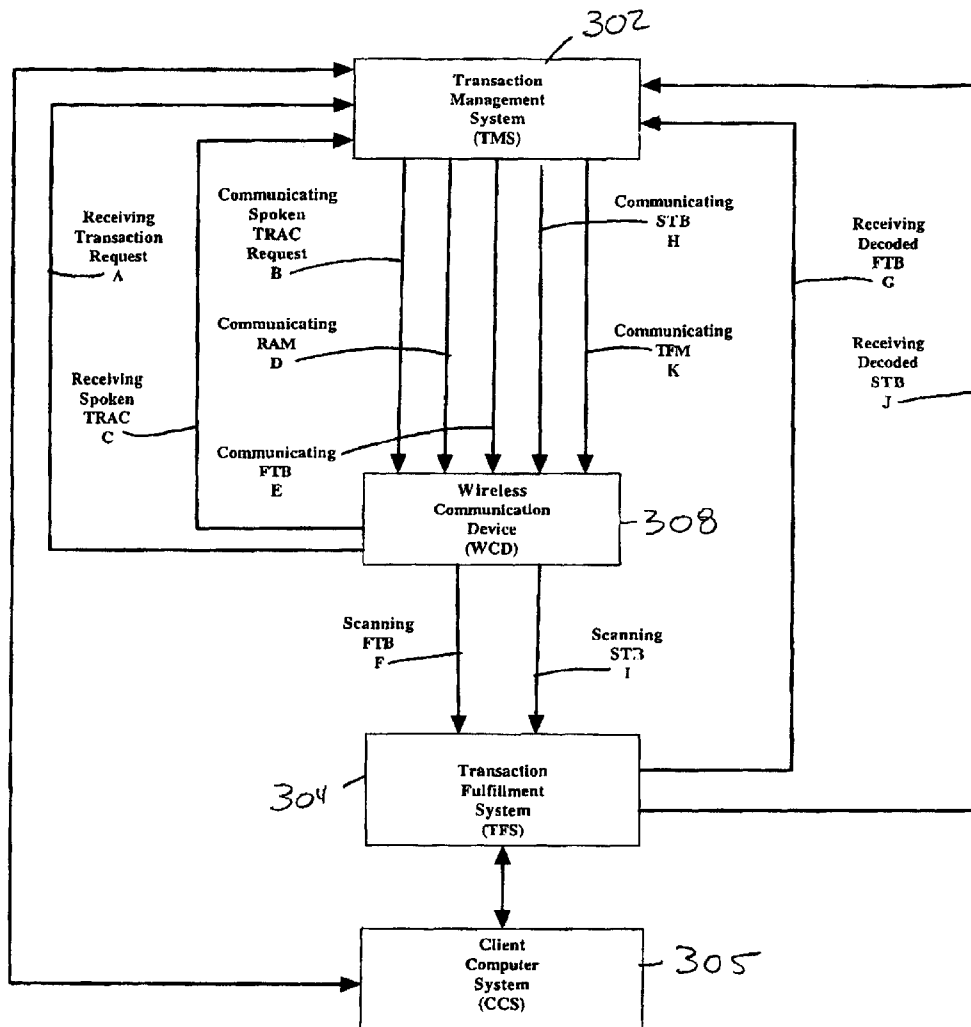 302
Transaction
Management
System
(TMS)
Receiving
Transaction
Request
A
Communicating
Spoken
TRAC
Request
B
Communicating
STB
H
Receiving
Decoded
FTB
G
Communicating
RAM
D
Communicating
TFM
K
Receiving
Spoken
TRAC
C
Receiving
Decoded
STB
J
Communicating
FTB
E
Wireless
Communication
Device
(WCD)
308
Scanning
FTB
F
Scanning
STB
I
304
Transaction
Fulfillment
System
(TFS)
Client
Computer
System
(CCS)
305